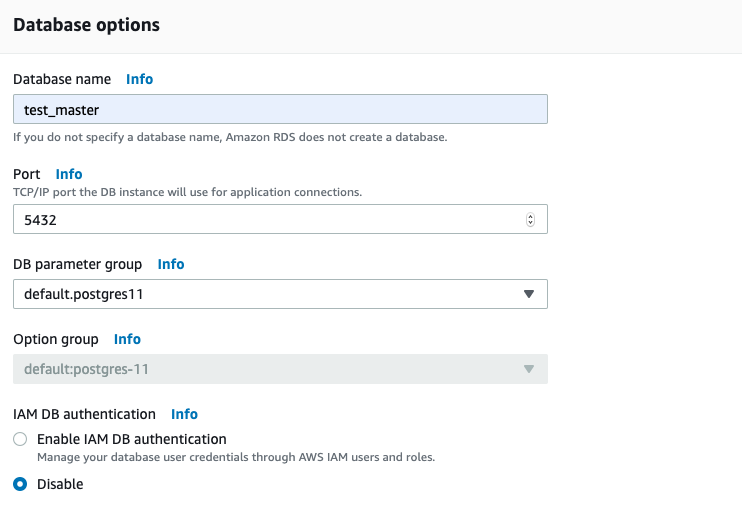 Database options
Database name Info
test_master
If you do not specify a database name, Amazon RDS does not create a database.
Port Info
TCP/IP port the DB instance will use for application connections.
5432
DB parameter group Info
default.postgres11
Option group Info
default:postgres-11
IAM DB authentication Info
Enable IAM DB authentication
Manage your database user credentials through AWS IAM users and roles.
Disable